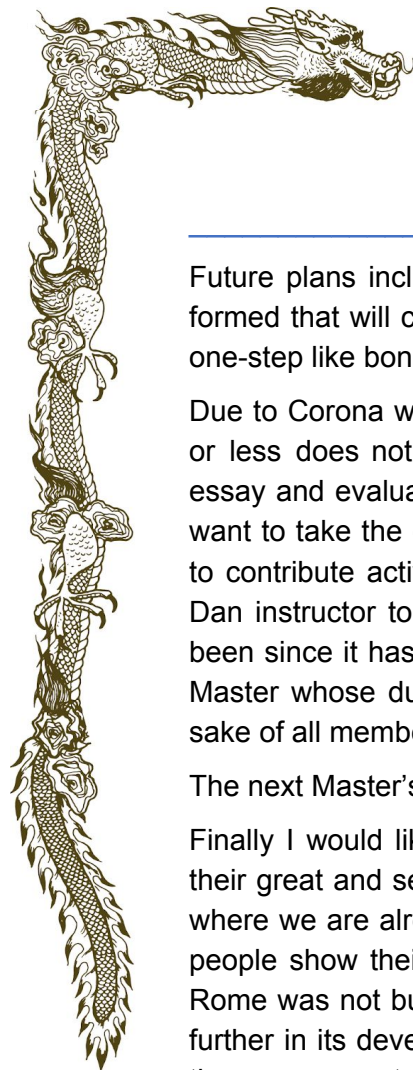 Future plans incl
formed that will c
one-step like bon
Due to Corona w
or less does not
essay and evalua
want to take the
to contribute acti
Dan instructor to
been since it has
Master whose du
sake of all membe
The next Master's
Finally I would lik
their great and se
where we are alr
people show thei
Rome was not bu
further in its deve